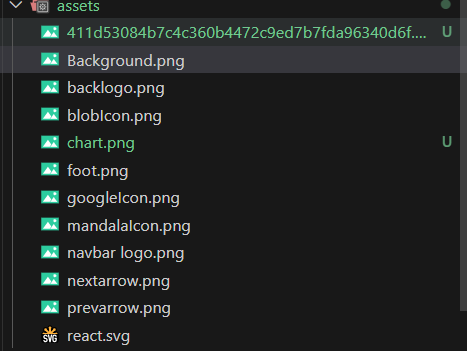 assets
411d53084b7c4c360b4472c9ed7b7fda96340d6f.... U
Background.png
backlogo.png
blobIcon.png
chart.png U
foot.png
googleIcon.png
mandalaIcon.png
navbar logo.png
nextarrow.png
prevarrow.png
SVG react.svg